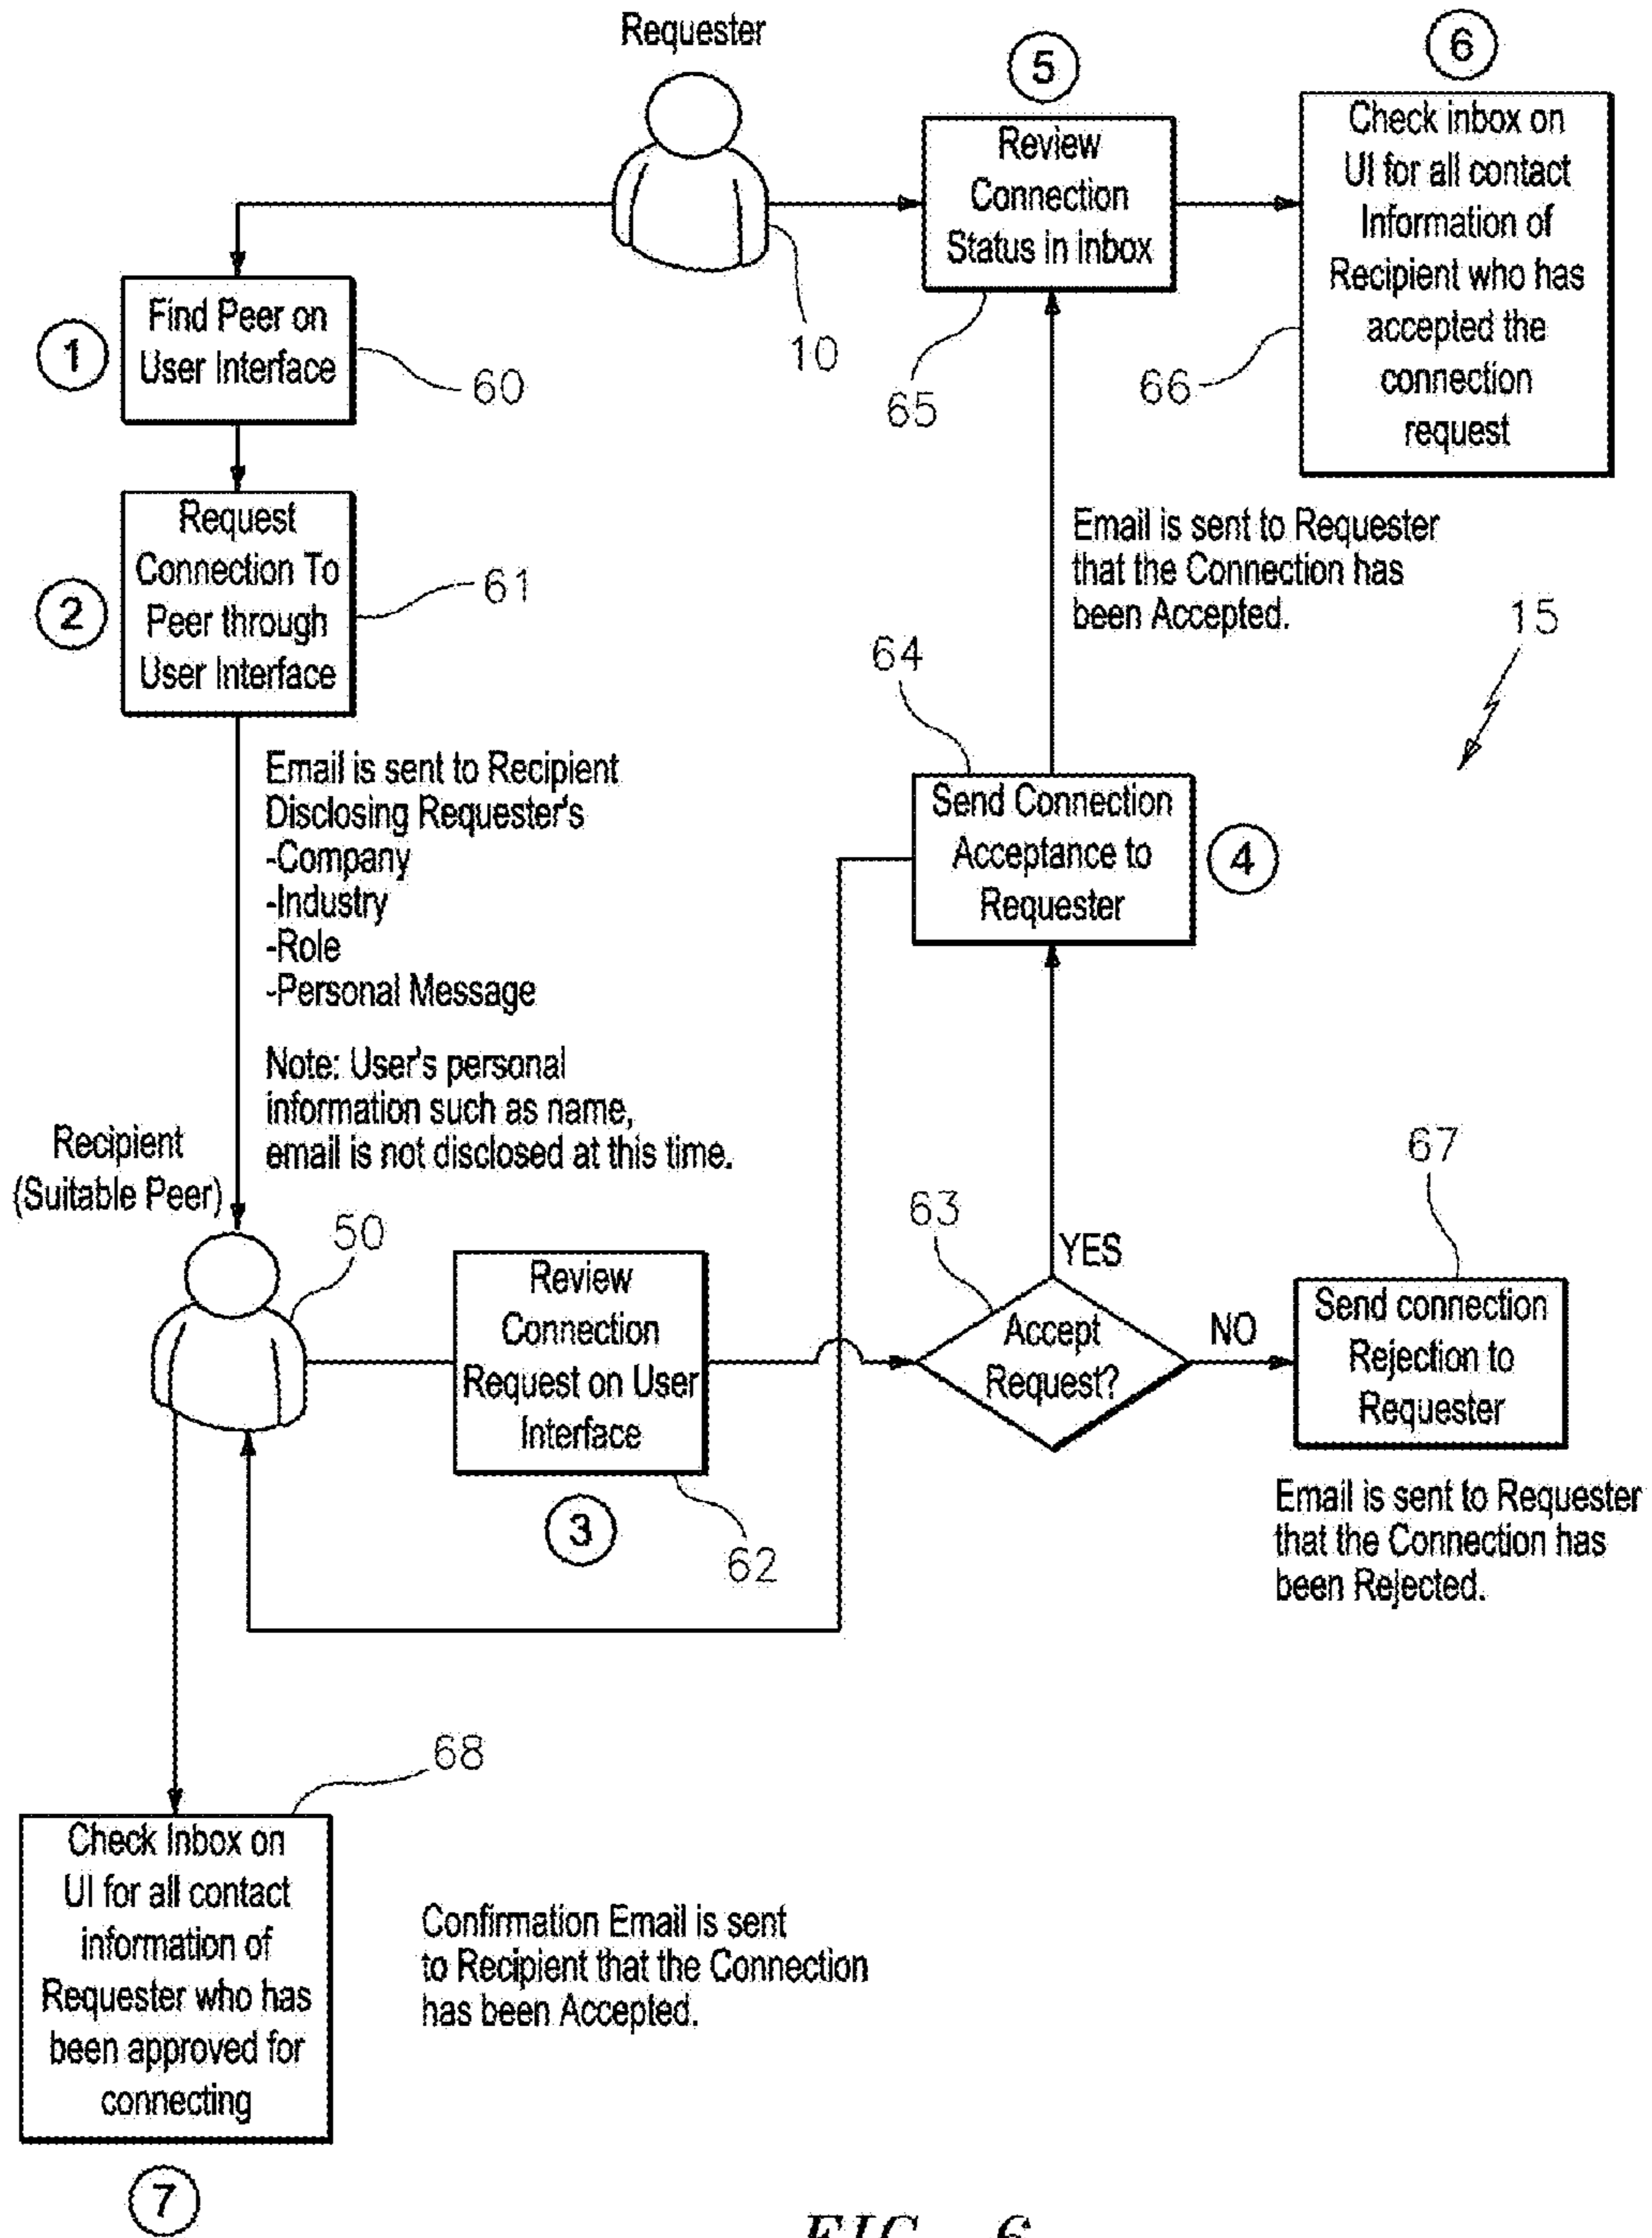 Requester
5
6
Review
Connection
Status in Inbox
Check inbox on
UI for all contact
Information of
Recipient who has
accepted the
connection
request
10
65
66
1
Find Peer on
User Interface
60
2
Request
Connection To
Peer through
User Interface
61
Email is sent to Requester
that the Connection has
been Accepted.
15
64
Email is sent to Recipient
Disclosing Requester's
-Company
-Industry
-Role
-Personal Message
Send Connection
Acceptance to
Requester
4
Note: User's personal
information such as name,
email is not disclosed at this time.
Recipient
(Suitable Peer)
50
Review
Connection
Request on User
Interface
3
62
63
YES
Accept
Request?
NO
67
Send connection
Rejection to
Requester
Email is sent to Requester
that the Connection has
been Rejected.
68
Check Inbox on
UI for all contact
information of
Requester who has
been approved for
connecting
7
Confirmation Email is sent
to Recipient that the Connection
has been Accepted.
FIG. 6